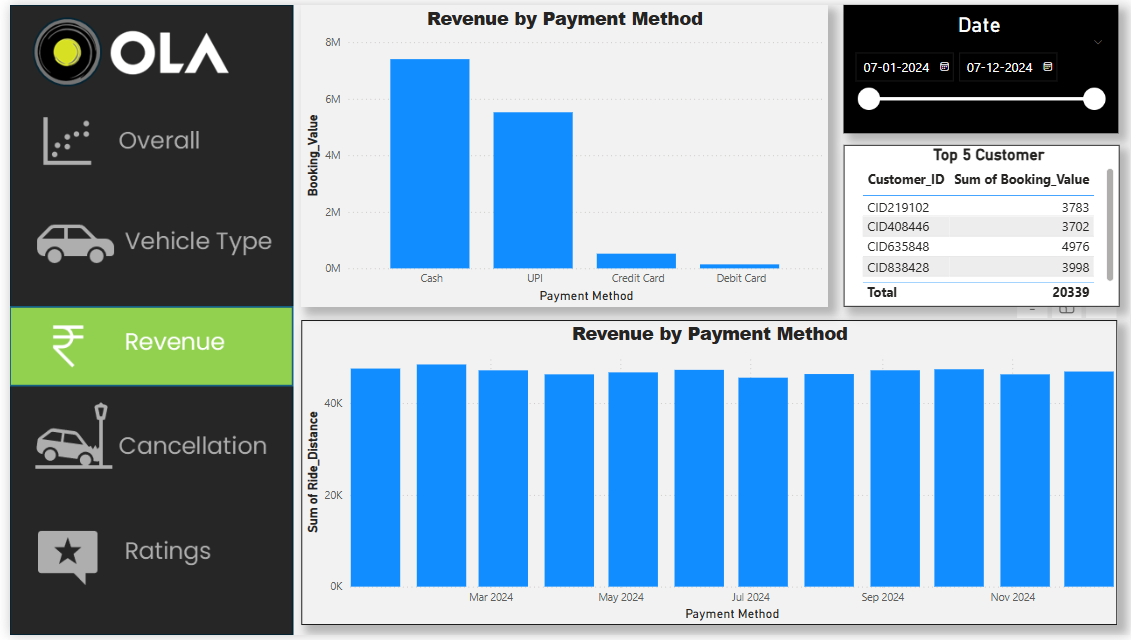 OLA
Overall
Vehicle Type
Revenue
Cancellation
Ratings
Revenue by Payment Method
8M
6M
4M
2M
0M
Booking_Value
Cash UPI Credit Card Debit Card
Payment Method
Date
07-01-2024 07-12-2024
Top 5 Customer
Customer_ID Sum of Booking_Value
CID219102 3783
CID408446 3702
CID635848 4976
CID838428 3998
Total 20339
Revenue by Payment Method
40K
20K
0K
Sum of Ride_Distance
Mar 2024 May 2024 Jul 2024 Sep 2024 Nov 2024
Payment Method